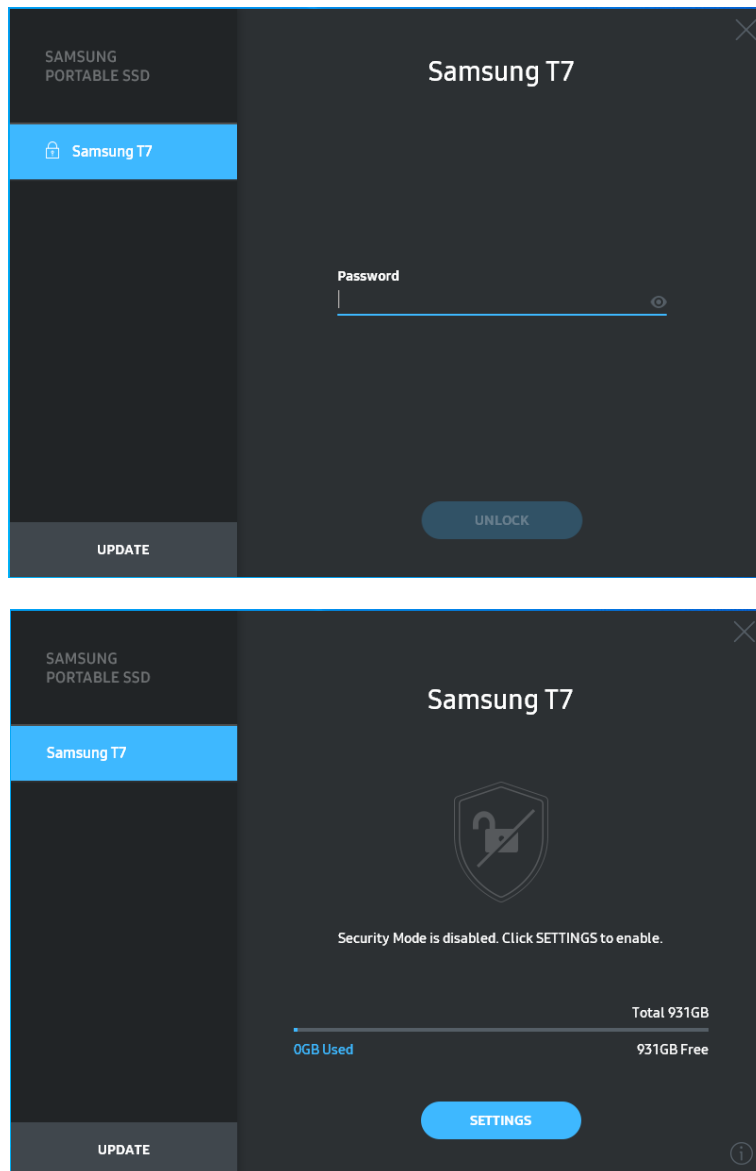 SAMSUNG
PORTABLE SSD
Samsung T7
Samsung T7
Password
UNLOCK
UPDATE
SAMSUNG
PORTABLE SSD
Samsung T7
Samsung T7
Security Mode is disabled. Click SETTINGS to enable.
Total 931GB
0GB Used
931GB Free
SETTINGS
UPDATE